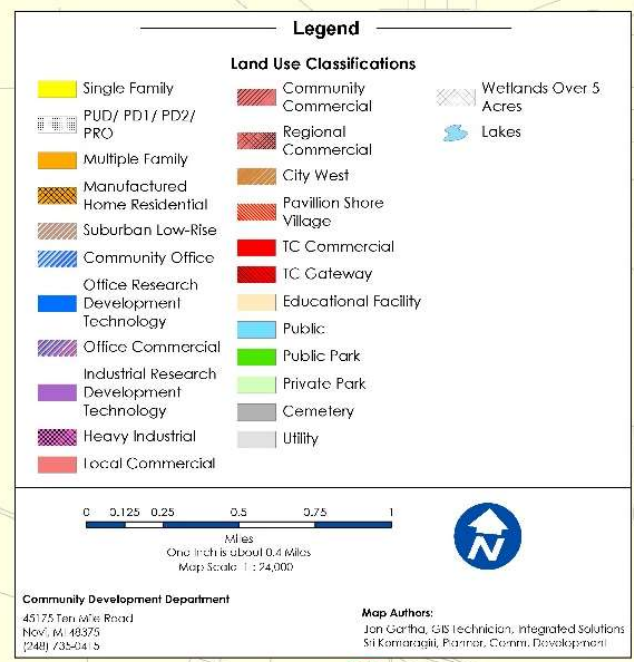 Legend
Land Use Classifications
Single Family
PUD/ PD1/ PD2/
PRO
Multiple Family
Manufactured
Home Residential
Suburban Low-Rise
Community Office
Office Research
Development
Technology
Office Commercial
Industrial Research
Development
Technology
Heavy Industrial
Local Commercial
Community
Commercial
Regional
Commercial
City West
Pavillion Shore
Village
TC Commercial
TC Gateway
Educational Facility
Public
Public Park
Private Park
Cemetery
Utility
Wetlands Over 5
Acres
Lakes
0 0.125 0.25 0.5 0.75 1
Miles
One Inch is about 0.4 Miles
Map Scale 1 : 24,000
N
Community Development Department
45175 Ten Mile Road
Novi, MI 48375
(248) 735-0415
Map Authors:
Jon Gartha, GIS Technician, Integrated Solutions
Sri Komaragiri, Planner, Comm. Development